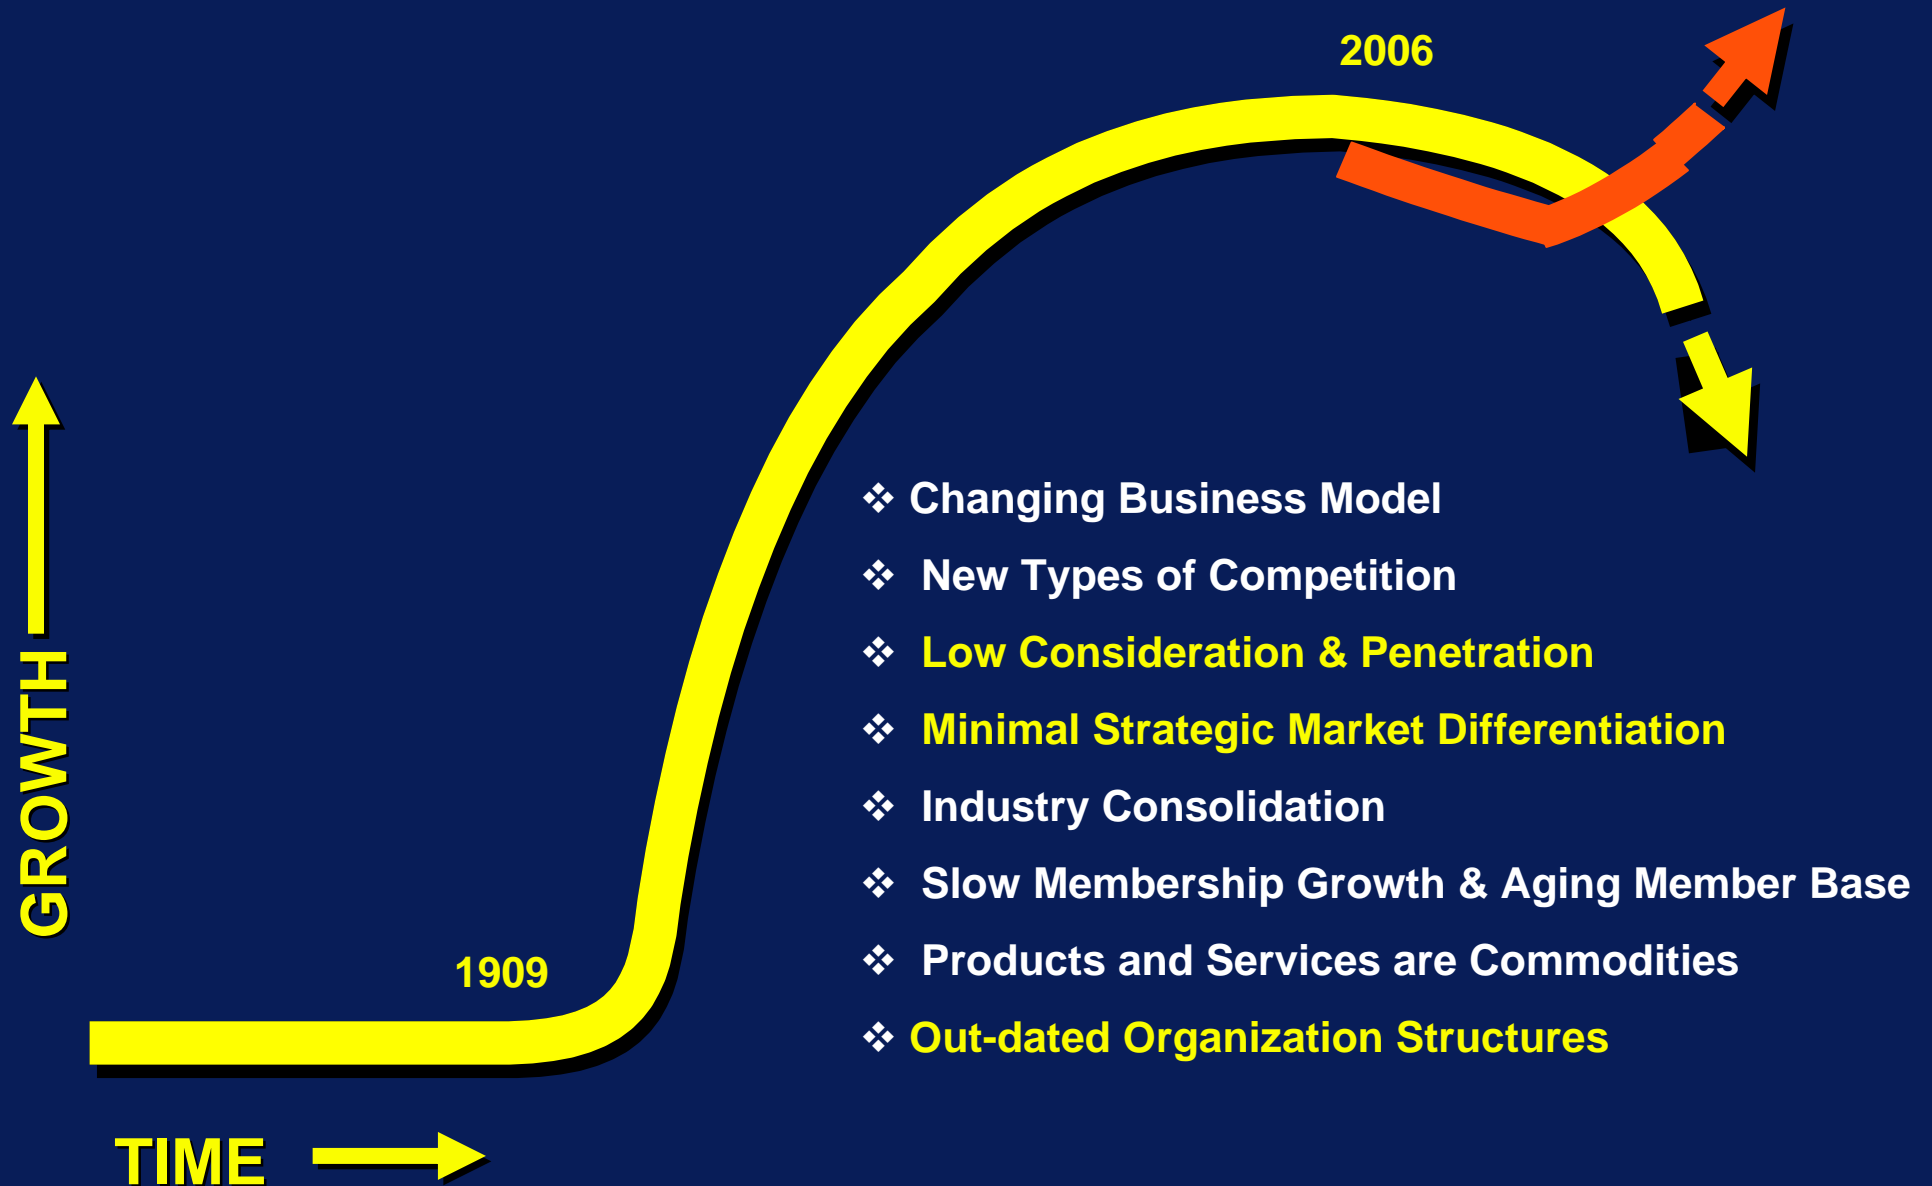 2006
❖ Changing Business Model
❖ New Types of Competition
❖ Low Consideration & Penetration
❖ Minimal Strategic Market Differentiation
❖ Industry Consolidation
❖ Slow Membership Growth & Aging Member Base
❖ Products and Services are Commodities
❖ Out-dated Organization Structures
GROWTH
1909
TIME